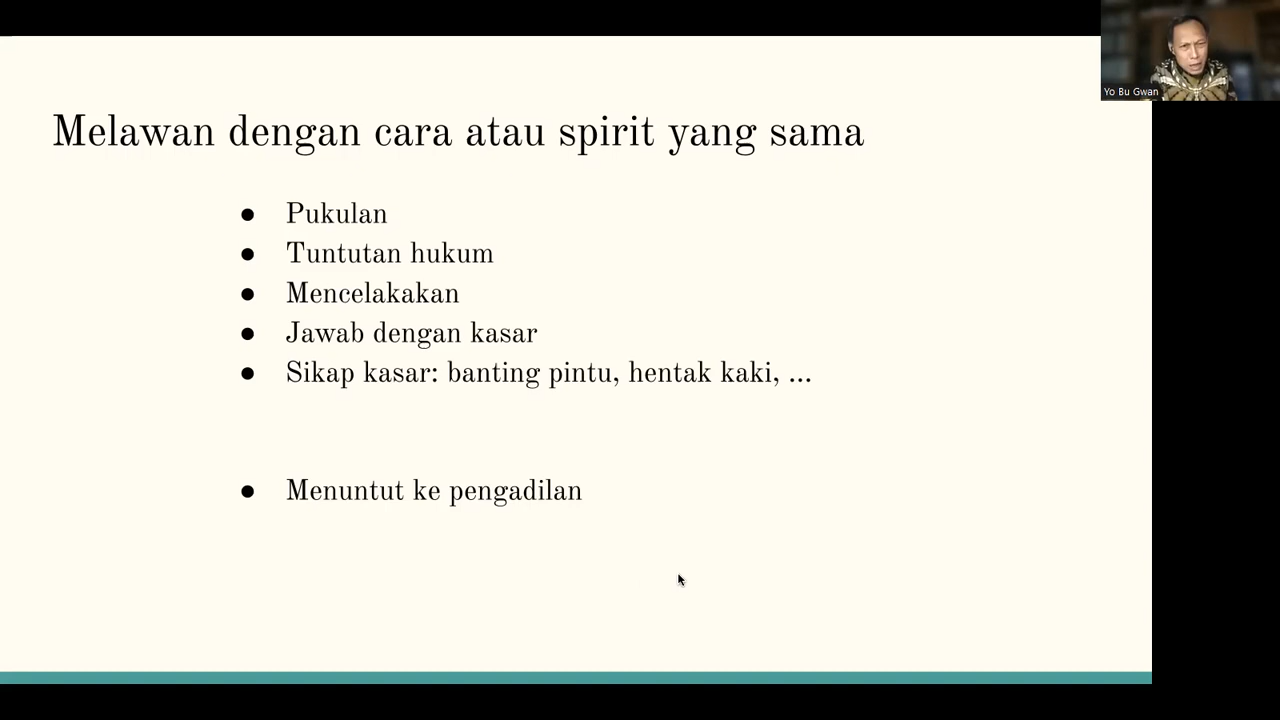 Melawan dengan cara atau spirit yang sama
● Pukulan
● Tuntutan hukum
● Mencelakakan
● Jawab dengan kasar
● Sikap kasar: banting pintu, hentak kaki, ...
● Menuntut ke pengadilan
Yo Bu Gwan